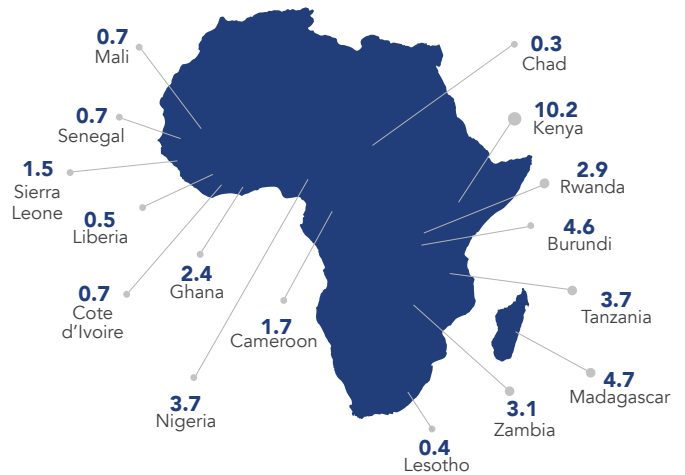 0.7
Mali
0.3
Chad
0.7
Senegal
10.2
Kenya
1.5
Sierra
Leone
2.9
Rwanda
0.5
Liberia
4.6
Burundi
2.4
Ghana
0.7
Cote
d'Ivoire
1.7
Cameroon
3.7
Tanzania
3.7
Nigeria
4.7
Madagascar
3.1
Zambia
0.4
Lesotho